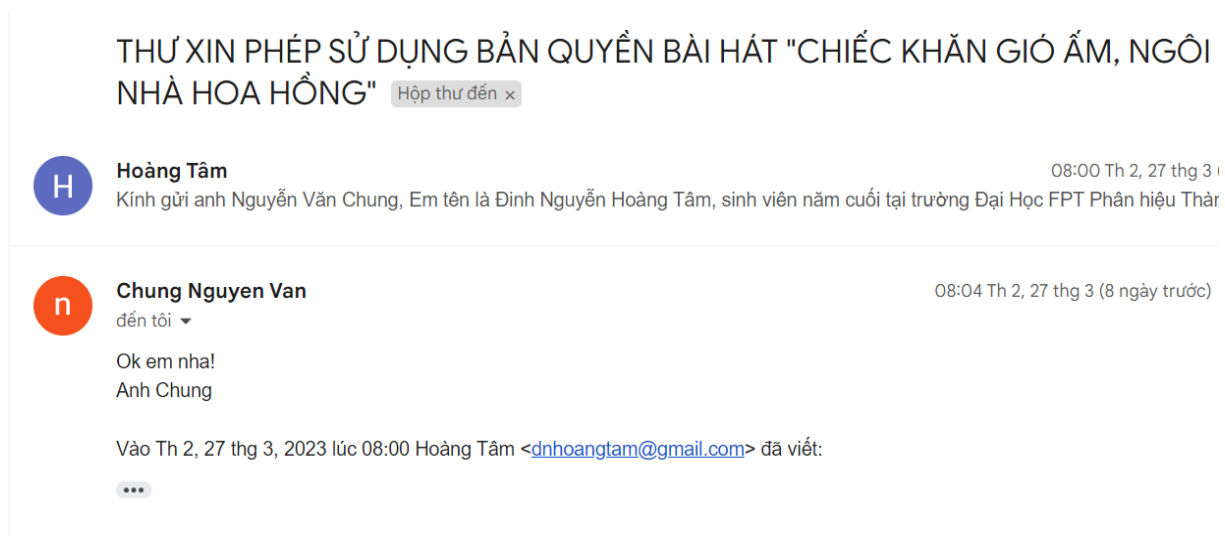 THƯ XIN PHÉP SỬ DỤNG BẢN QUYỀN BÀI HÁT "CHIẾC KHĂN GIÓ ẤM, NGÔI
NHÀ HOA HỒNG" Hộp thư đến ×
H
Hoàng Tâm 08:00 Th 2, 27 thg 3
Kính gửi anh Nguyễn Văn Chung, Em tên là Đinh Nguyễn Hoàng Tâm, sinh viên năm cuối tại trường Đại Học FPT Phân hiệu
n
Chung Nguyen Van 08:04 Th 2, 27 thg 3 (8 ngày trước)
đến tôi
Ok em nha!
Anh Chung
Vào Th 2, 27 thg 3, 2023 lúc 08:00 Hoàng Tâm <dnhoangtam@gmail.com> đã viết: